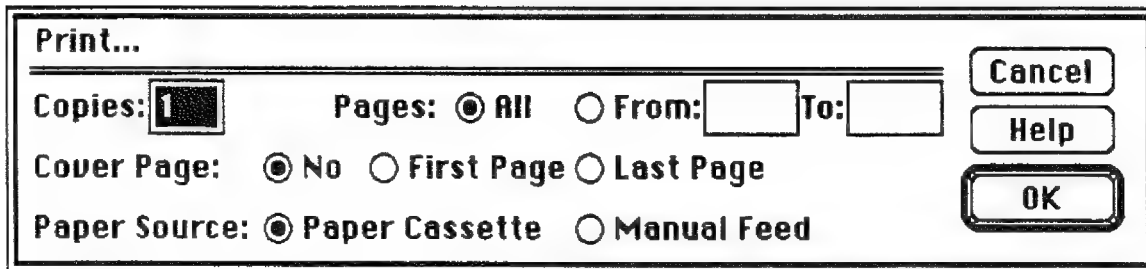 Print...
Cancel
Copies: 1 Pages: All From: To:
Help
Cover Page: No First Page Last Page
OK
Paper Source: Paper Cassette Manual Feed